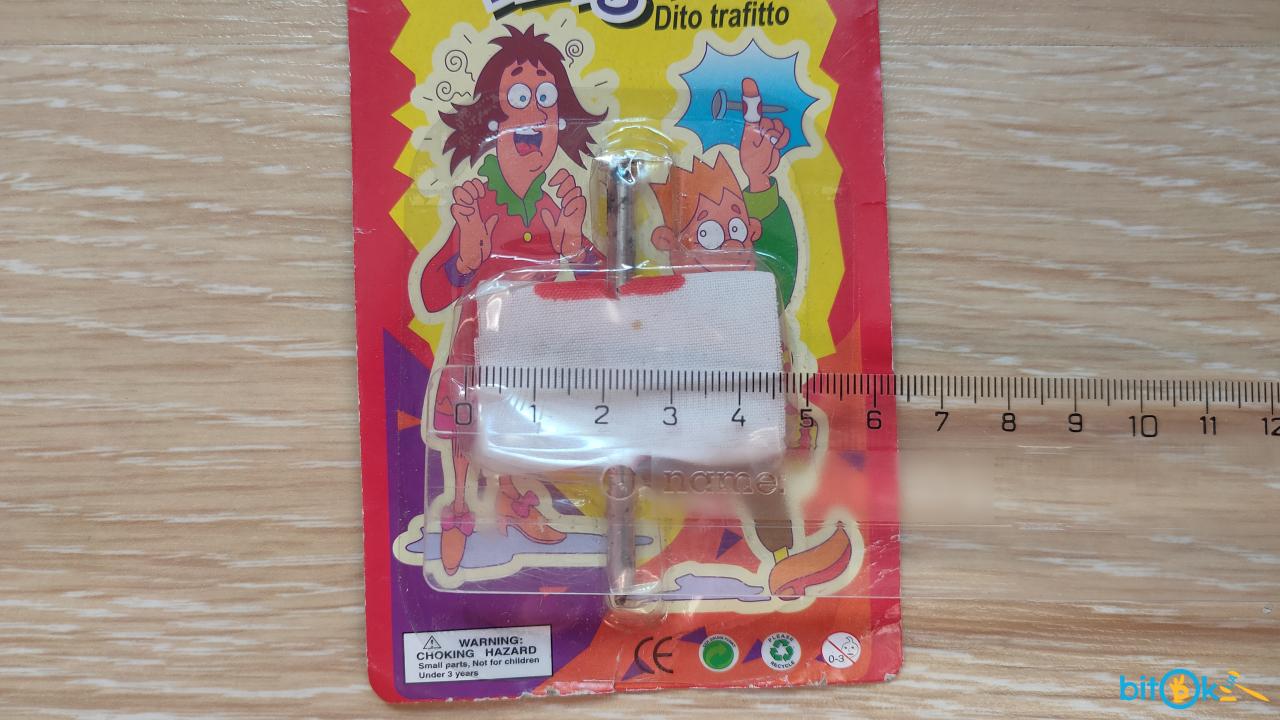 Dito trafitto
0 1 2 3 4 5 6 7 8 9 10 11 12
name.
WARNING:
CHOKING HAZARD
Small parts, Not for children
Under 3 years
CE
PLEASE
RECYCLE
0-3
bitOk